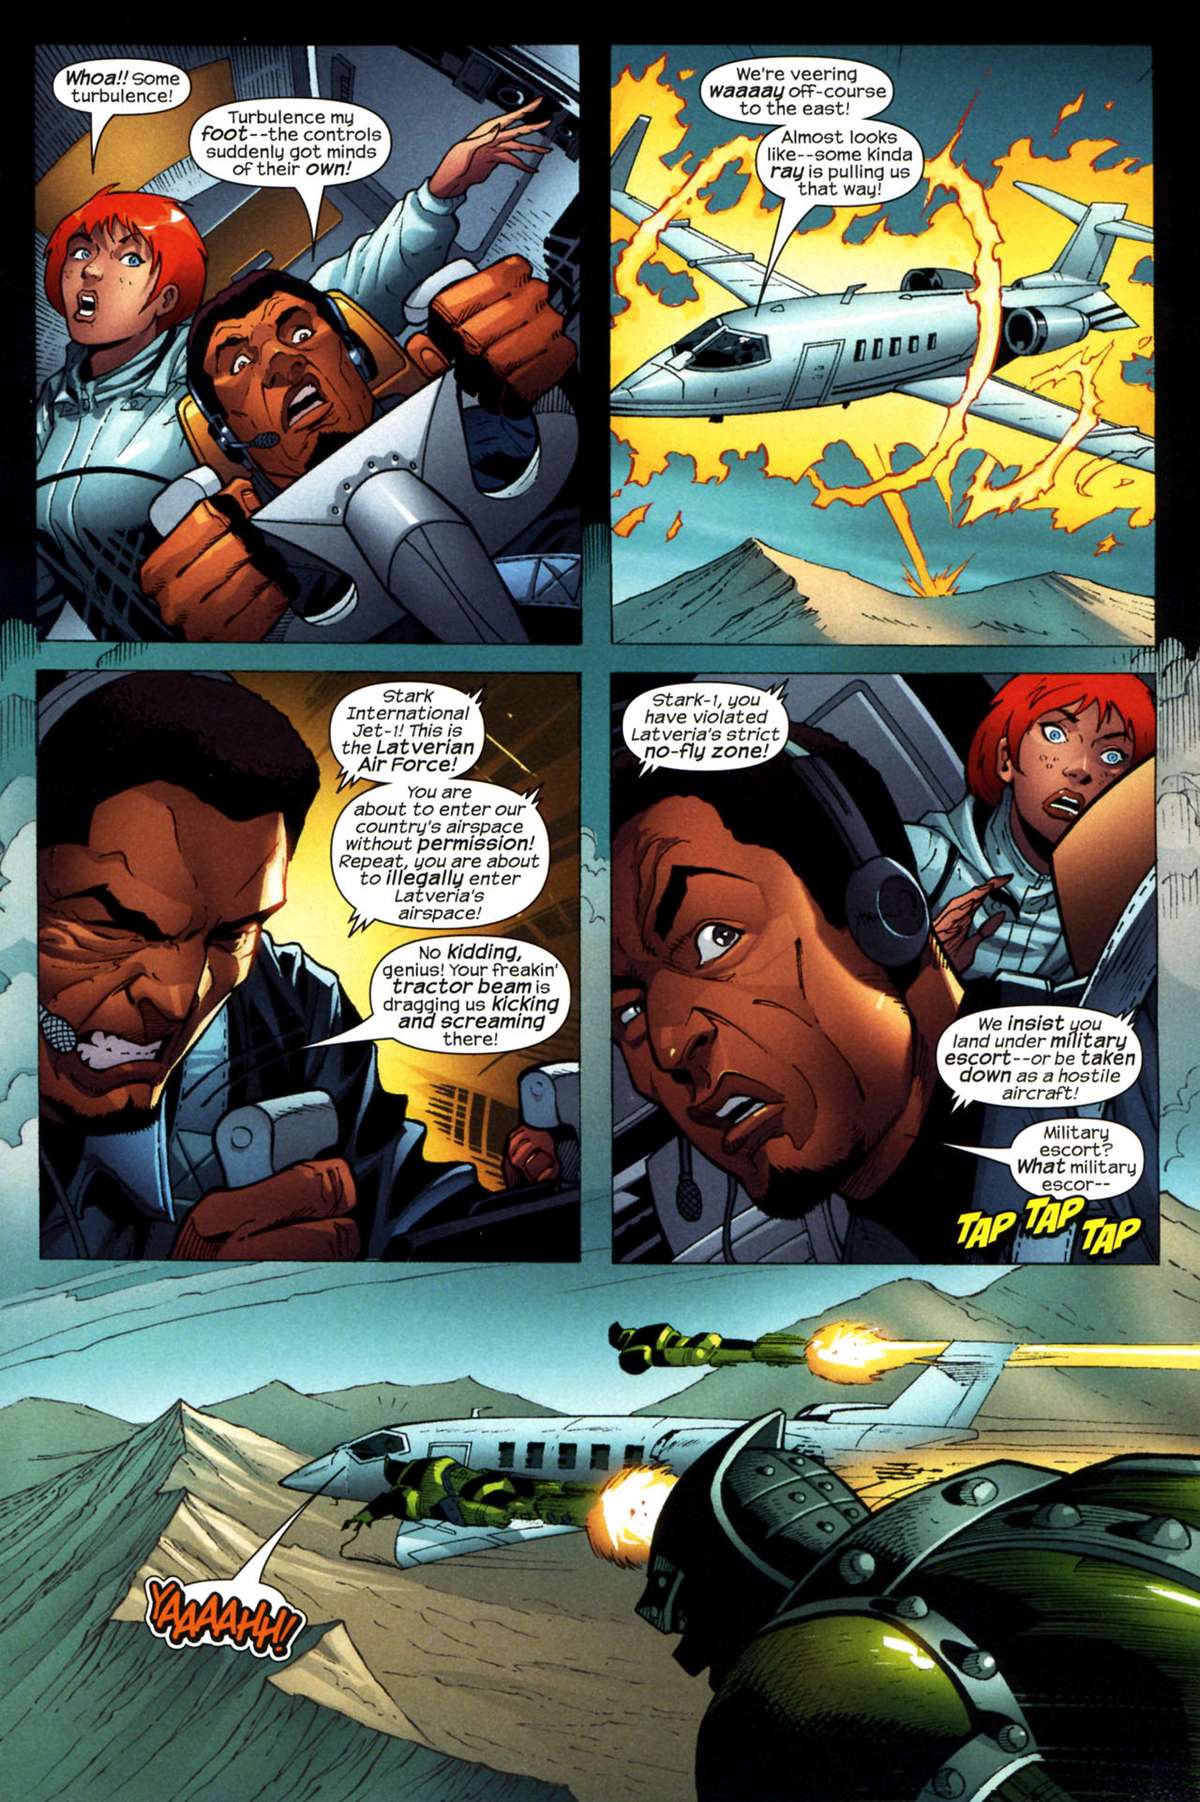 Whoa!! Some
turbulence!
Turbulence my
foot--the controls
suddenly got minds
of their own!
We're veering
waaaay off-course
to the east!
Almost looks
like--some kinda
ray is pulling us
that way!
Stark
International
Jet-1! This is
the Latverian
Air Force!
You are
about to enter our
country's airspace
without permission!
Repeat, you are about
to illegally enter
Latveria's
airspace!
No kidding,
genius! Your freakin'
tractor beam is
dragging us kicking
and screaming
there!
Stark-1, you
have violated
Latveria's strict
no-fly zone!
We insist you
land under military
escort--or be taken
down as a hostile
aircraft!
Military
escort?
What military
escor--
TAP TAP TAP
YAAAAHH!